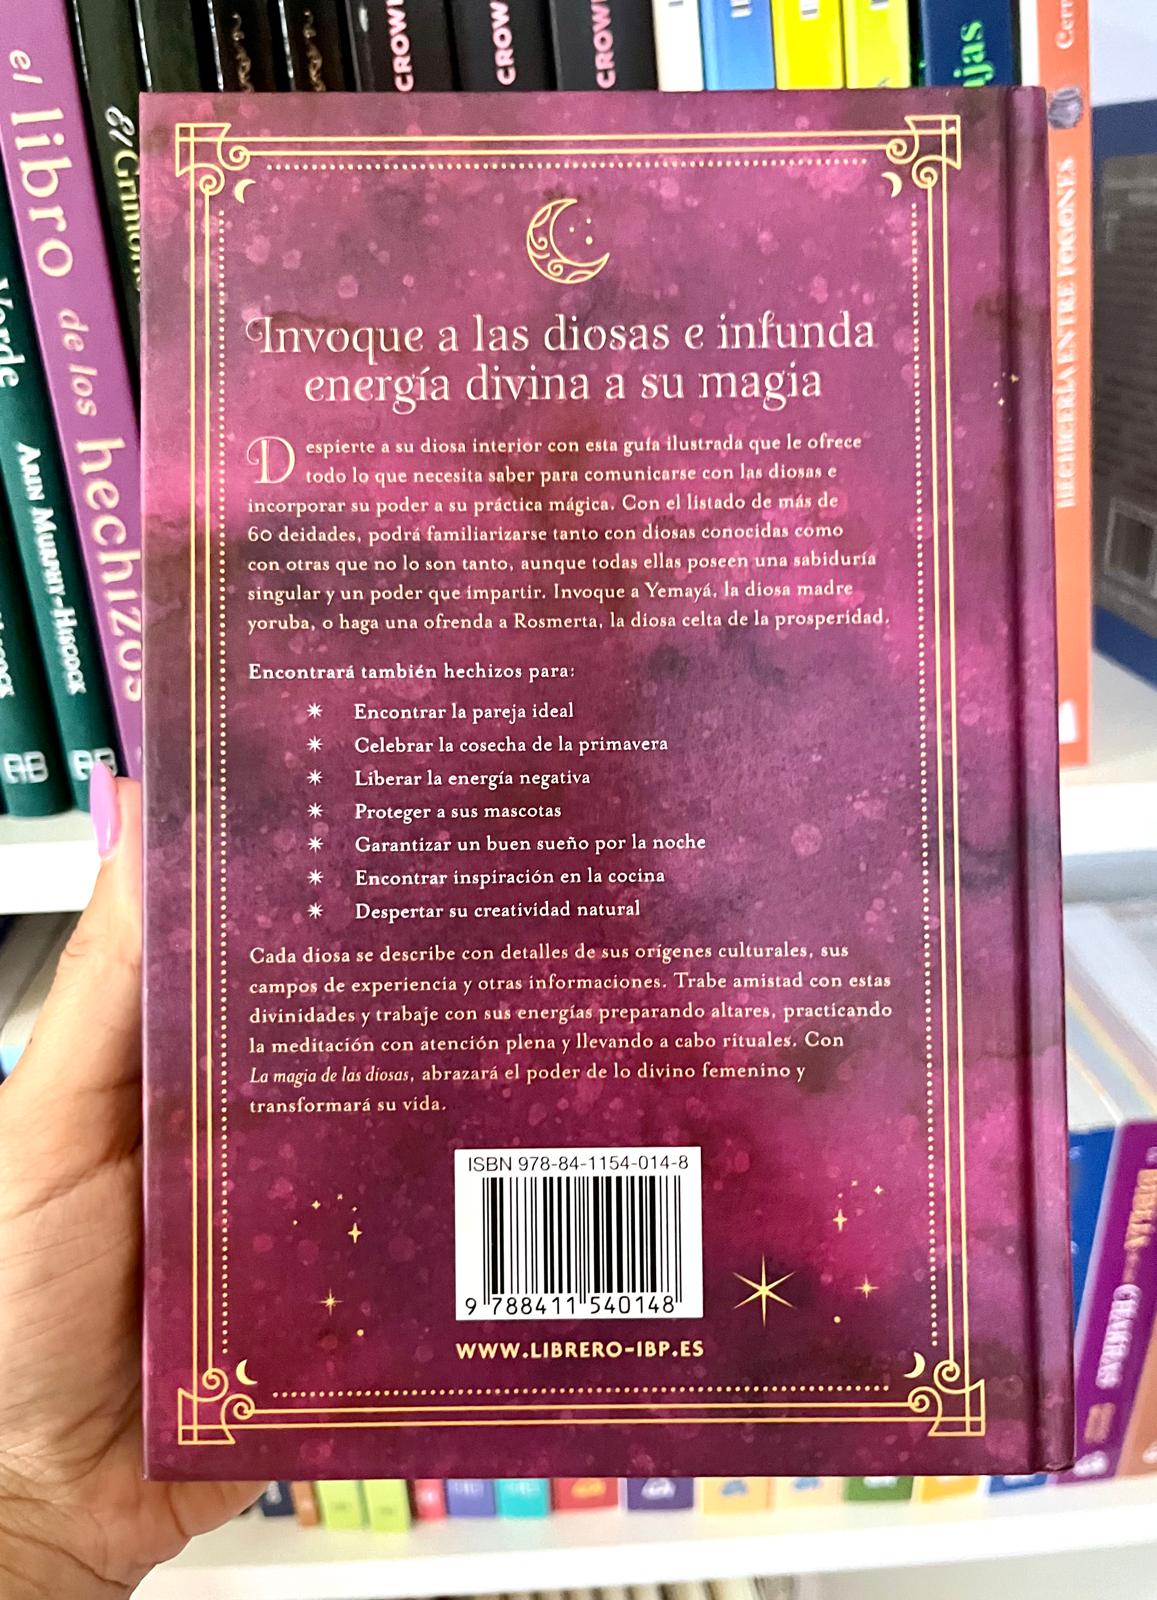 el libro de los hechizos
El Grimorio
Verde
Ann Murphy-Hiscock
AB
CROW
CROW
CROW
ajas
Cerr
HECHICERÍA ENTRE FOGONES
Invoque a las diosas e infunda
energía divina a su magia
Despierte a su diosa interior con esta guía ilustrada que le ofrece
todo lo que necesita saber para comunicarse con las diosas e
incorporar su poder a su práctica mágica. Con el listado de más de
60 deidades, podrá familiarizarse tanto con diosas conocidas como
con otras que no lo son tanto, aunque todas ellas poseen una sabiduría
singular y un poder que impartir. Invoque a Yemayá, la diosa madre
yoruba, o haga una ofrenda a Rosmerta, la diosa celta de la prosperidad.
Encontrará también hechizos para:
Encontrar la pareja ideal
Celebrar la cosecha de la primavera
Liberar la energía negativa
Proteger a sus mascotas
Garantizar un buen sueño por la noche
Encontrar inspiración en la cocina
Despertar su creatividad natural
Cada diosa se describe con detalles de sus orígenes culturales, sus
campos de experiencia y otras informaciones. Trabe amistad con estas
divinidades y trabaje con sus energías preparando altares, practicando
la meditación con atención plena y llevando a cabo rituales. Con
La magia de las diosas, abrazará el poder de lo divino femenino y
transformará su vida.
ISBN 978-84-1154-014-8
9 788411 540148
WWW.LIBRERO-IBP.ES
CHAKRAS